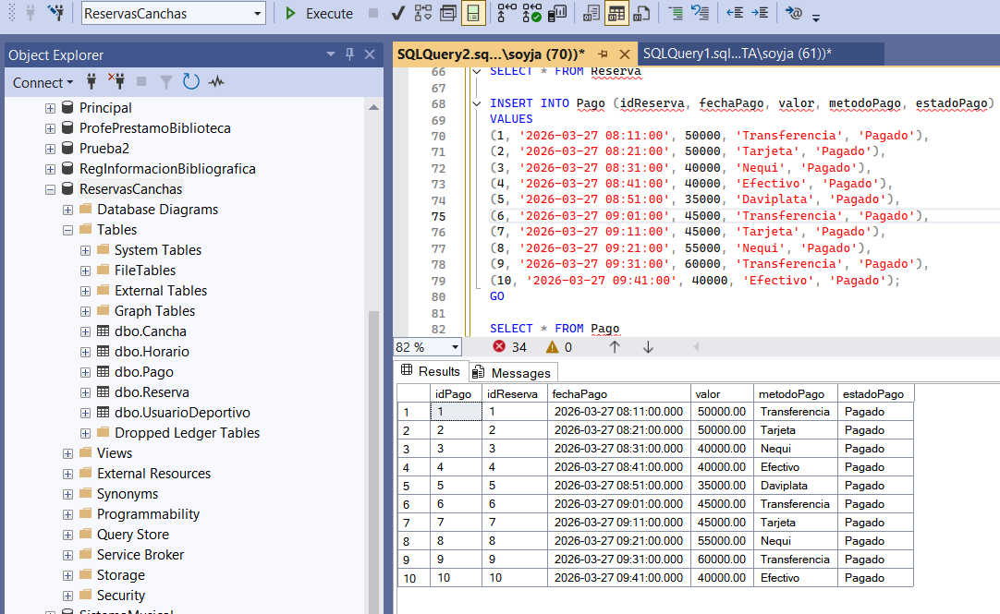 ReservasCanchas Execute
Object Explorer
SQLQuery2.sq...\soyja (70))* SQLQuery1.sql...TA\soyja (61))*
Connect
Principal
ProfePrestamoBiblioteca
Prueba2
RegInformacionBibliografica
ReservasCanchas
Database Diagrams
Tables
System Tables
FileTables
External Tables
Graph Tables
dbo.Cancha
dbo.Horario
dbo.Pago
dbo.Reserva
dbo.UsuarioDeportivo
Dropped Ledger Tables
Views
External Resources
Synonyms
Programmability
Query Store
Service Broker
Storage
Security
66 SELECT * FROM Reserva
67
68 INSERT INTO Pago (idReserva, fechaPago, valor, metodoPago, estadoPago)
69 VALUES
70 (1, '2026-03-27 08:11:00', 50000, 'Transferencia', 'Pagado'),
71 (2, '2026-03-27 08:21:00', 50000, 'Tarjeta', 'Pagado'),
72 (3, '2026-03-27 08:31:00', 40000, 'Nequi', 'Pagado'),
73 (4, '2026-03-27 08:41:00', 40000, 'Efectivo', 'Pagado'),
74 (5, '2026-03-27 08:51:00', 35000, 'Daviplata', 'Pagado'),
75 (6, '2026-03-27 09:01:00', 45000, 'Transferencia', 'Pagado'),
76 (7, '2026-03-27 09:11:00', 45000, 'Tarjeta', 'Pagado'),
77 (8, '2026-03-27 09:21:00', 55000, 'Nequi', 'Pagado'),
78 (9, '2026-03-27 09:31:00', 60000, 'Transferencia', 'Pagado'),
79 (10, '2026-03-27 09:41:00', 40000, 'Efectivo', 'Pagado');
80 GO
81
82 SELECT * FROM Pago
82 % 34 0
Results Messages
idPago idReserva fechaPago valor metodoPago estadoPago
1 1 1 2026-03-27 08:11:00.000 50000.00 Transferencia Pagado
2 2 2 2026-03-27 08:21:00.000 50000.00 Tarjeta Pagado
3 3 3 2026-03-27 08:31:00.000 40000.00 Nequi Pagado
4 4 4 2026-03-27 08:41:00.000 40000.00 Efectivo Pagado
5 5 5 2026-03-27 08:51:00.000 35000.00 Daviplata Pagado
6 6 6 2026-03-27 09:01:00.000 45000.00 Transferencia Pagado
7 7 7 2026-03-27 09:11:00.000 45000.00 Tarjeta Pagado
8 8 8 2026-03-27 09:21:00.000 55000.00 Nequi Pagado
9 9 9 2026-03-27 09:31:00.000 60000.00 Transferencia Pagado
10 10 10 2026-03-27 09:41:00.000 40000.00 Efectivo Pagado